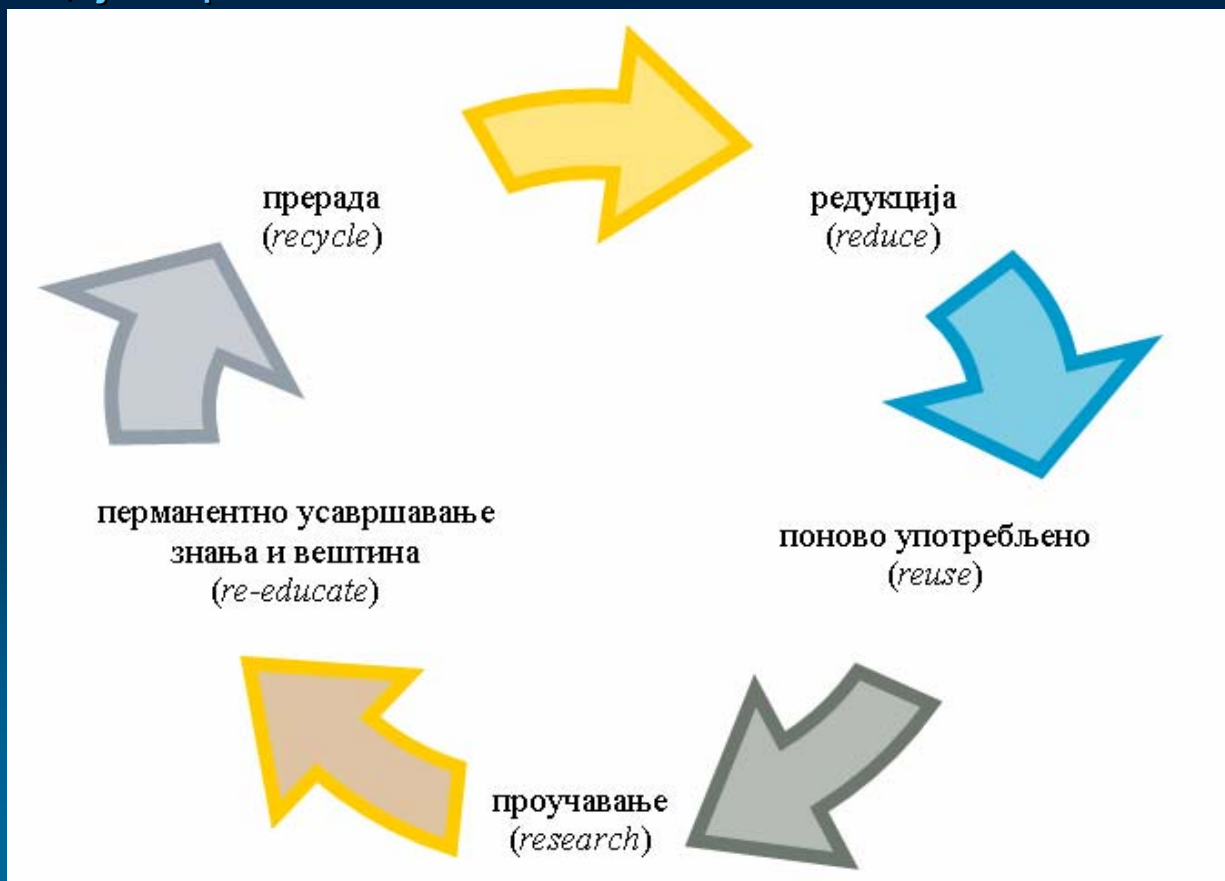 прерада
(recycle)
редукција
(reduce)
перманентно усавршавање
знања и вештина
(re-educate)
поново употребљено
(reuse)
проучавање
(research)